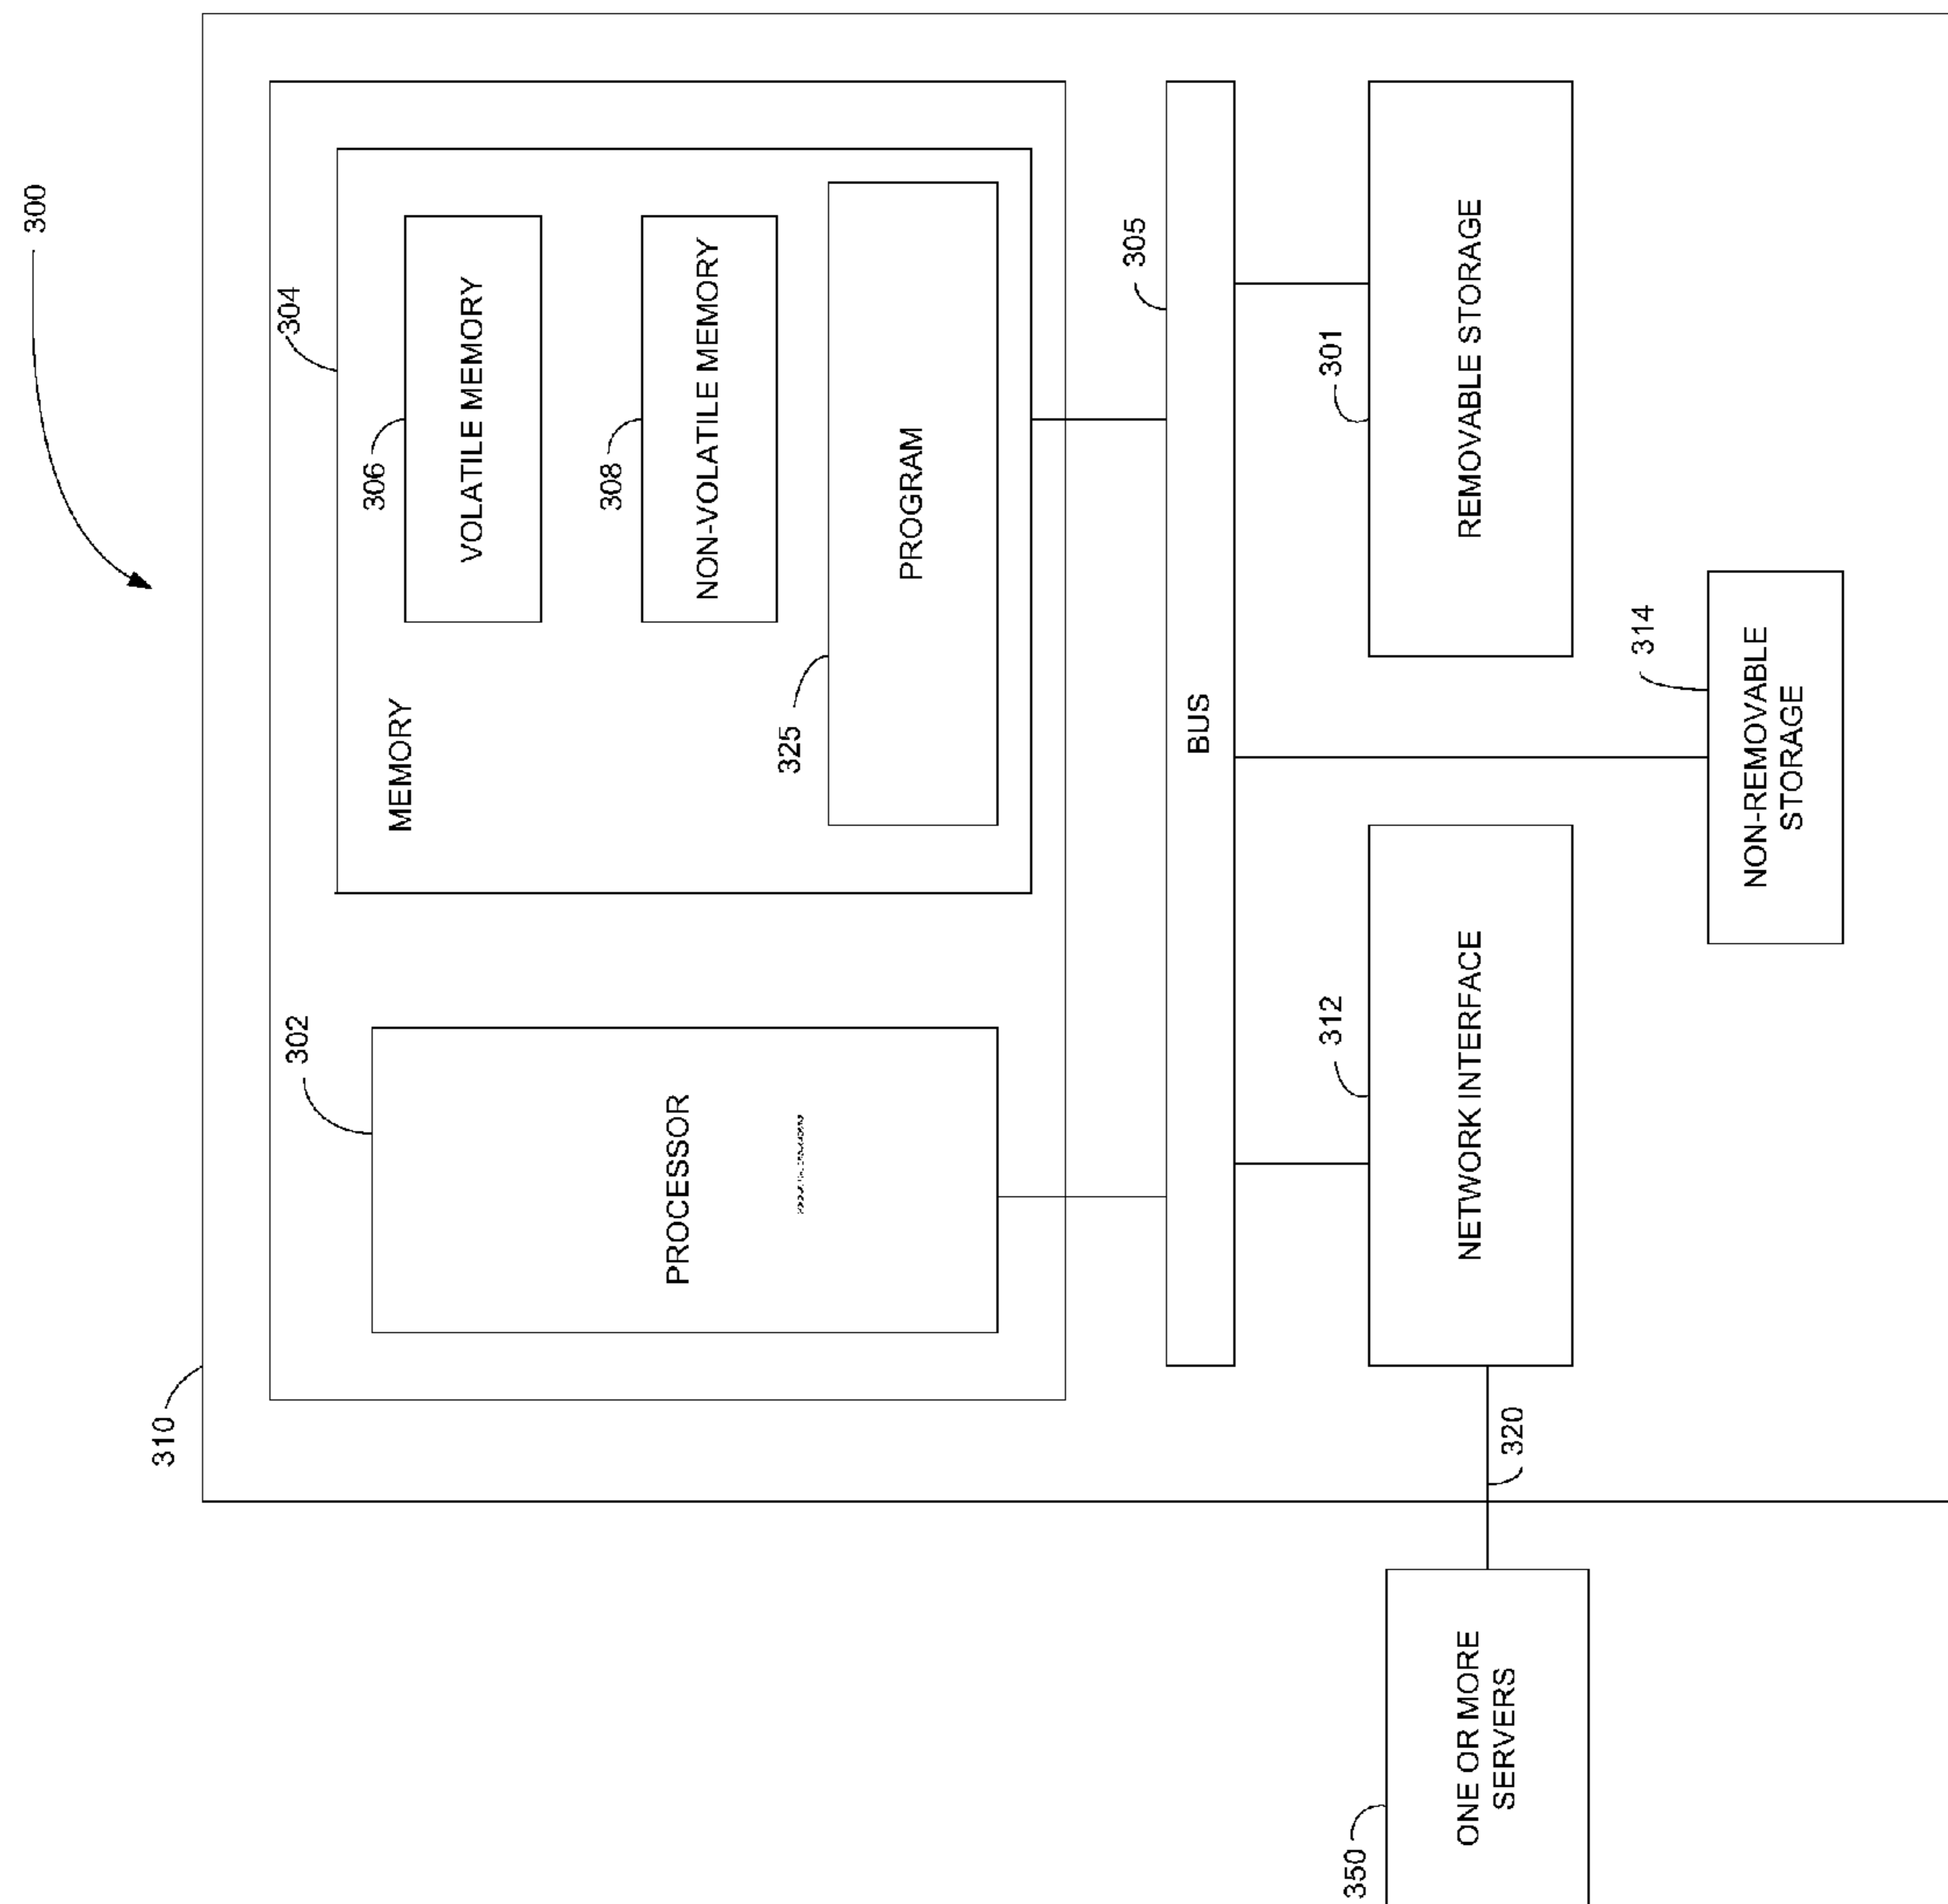 300
310
302
PROCESSOR
304
MEMORY
306
VOLATILE MEMORY
308
NON-VOLATILE MEMORY
325
PROGRAM
305
BUS
350
ONE OR MORE
SERVERS
320
312
NETWORK INTERFACE
314
NON-REMOVABLE
STORAGE
301
REMOVABLE STORAGE